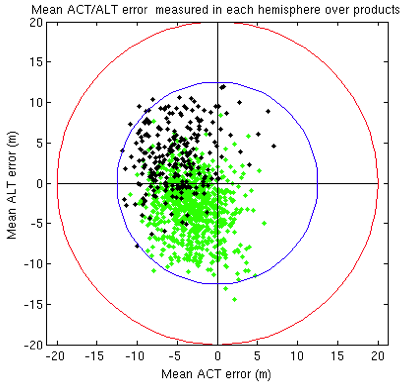 Mean ACT/ALT error measured in each hemisphere over products
20
15
10
5
0
-5
-10
-15
-20
Mean ALT error (m)
-20 -15 -10 -5 0 5 10 15 20
Mean ACT error (m)